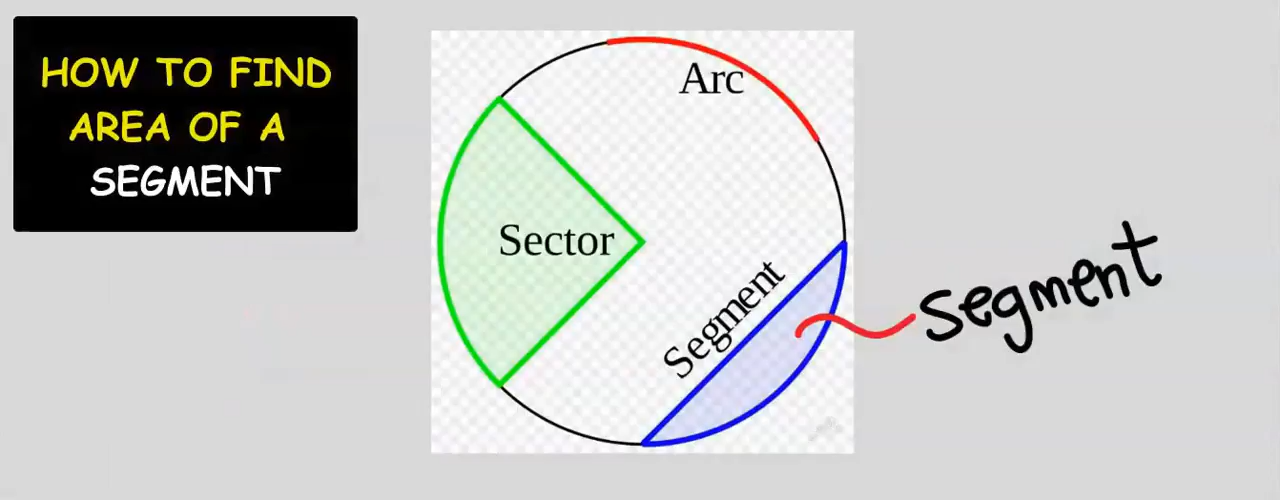 HOW TO FIND
AREA OF A
SEGMENT
Arc
Sector
Segment
segment